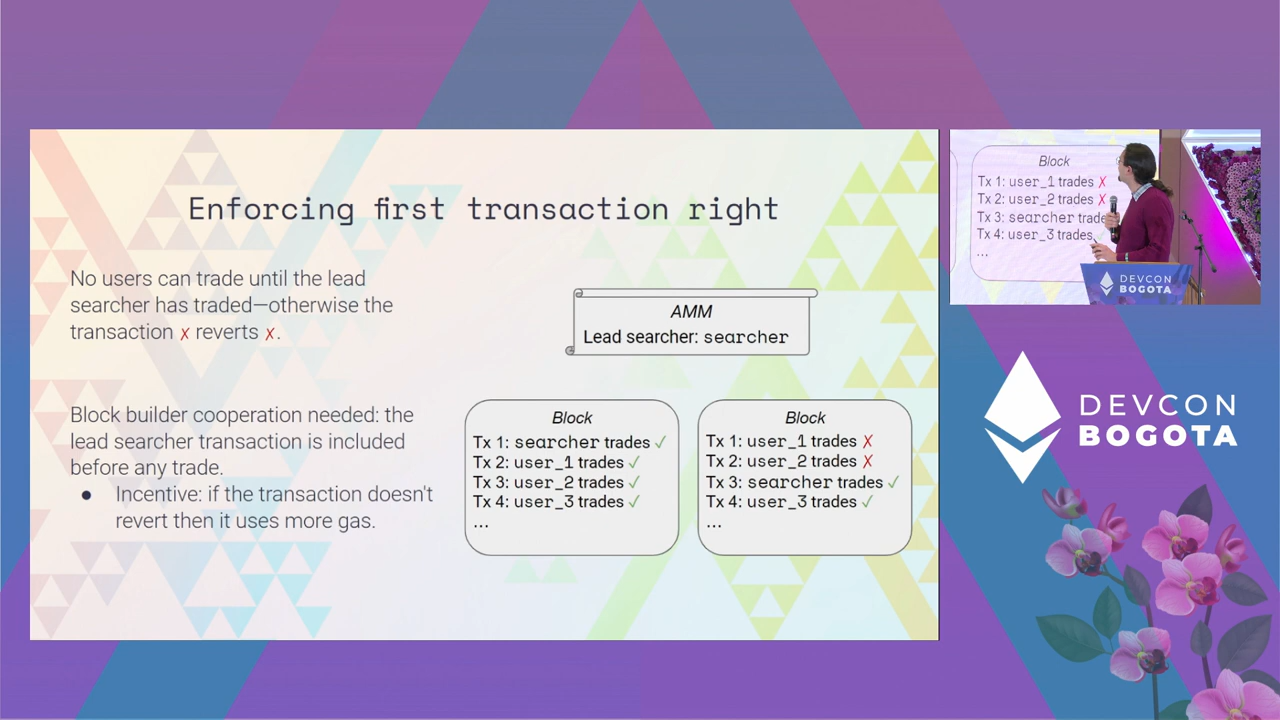 Enforcing first transaction right
No users can trade until the lead
searcher has traded—otherwise the
transaction ✗ reverts ✗.
Block builder cooperation needed: the
lead searcher transaction is included
before any trade.
● Incentive: if the transaction doesn't
revert then it uses more gas.
AMM
Lead searcher: searcher
Block
Tx 1: searcher trades ✓
Tx 2: user_1 trades ✓
Tx 3: user_2 trades ✓
Tx 4: user_3 trades ✓
...
Block
Tx 1: user_1 trades ✗
Tx 2: user_2 trades ✗
Tx 3: searcher trades ✓
Tx 4: user_3 trades ✓
...
Block
Tx 1: user_1 trades ✗
Tx 2: user_2 trades ✗
Tx 3: searcher trade
Tx 4: user_3 trades
...
DEVCON
BOGOTA
DEVCON
BOGOTA